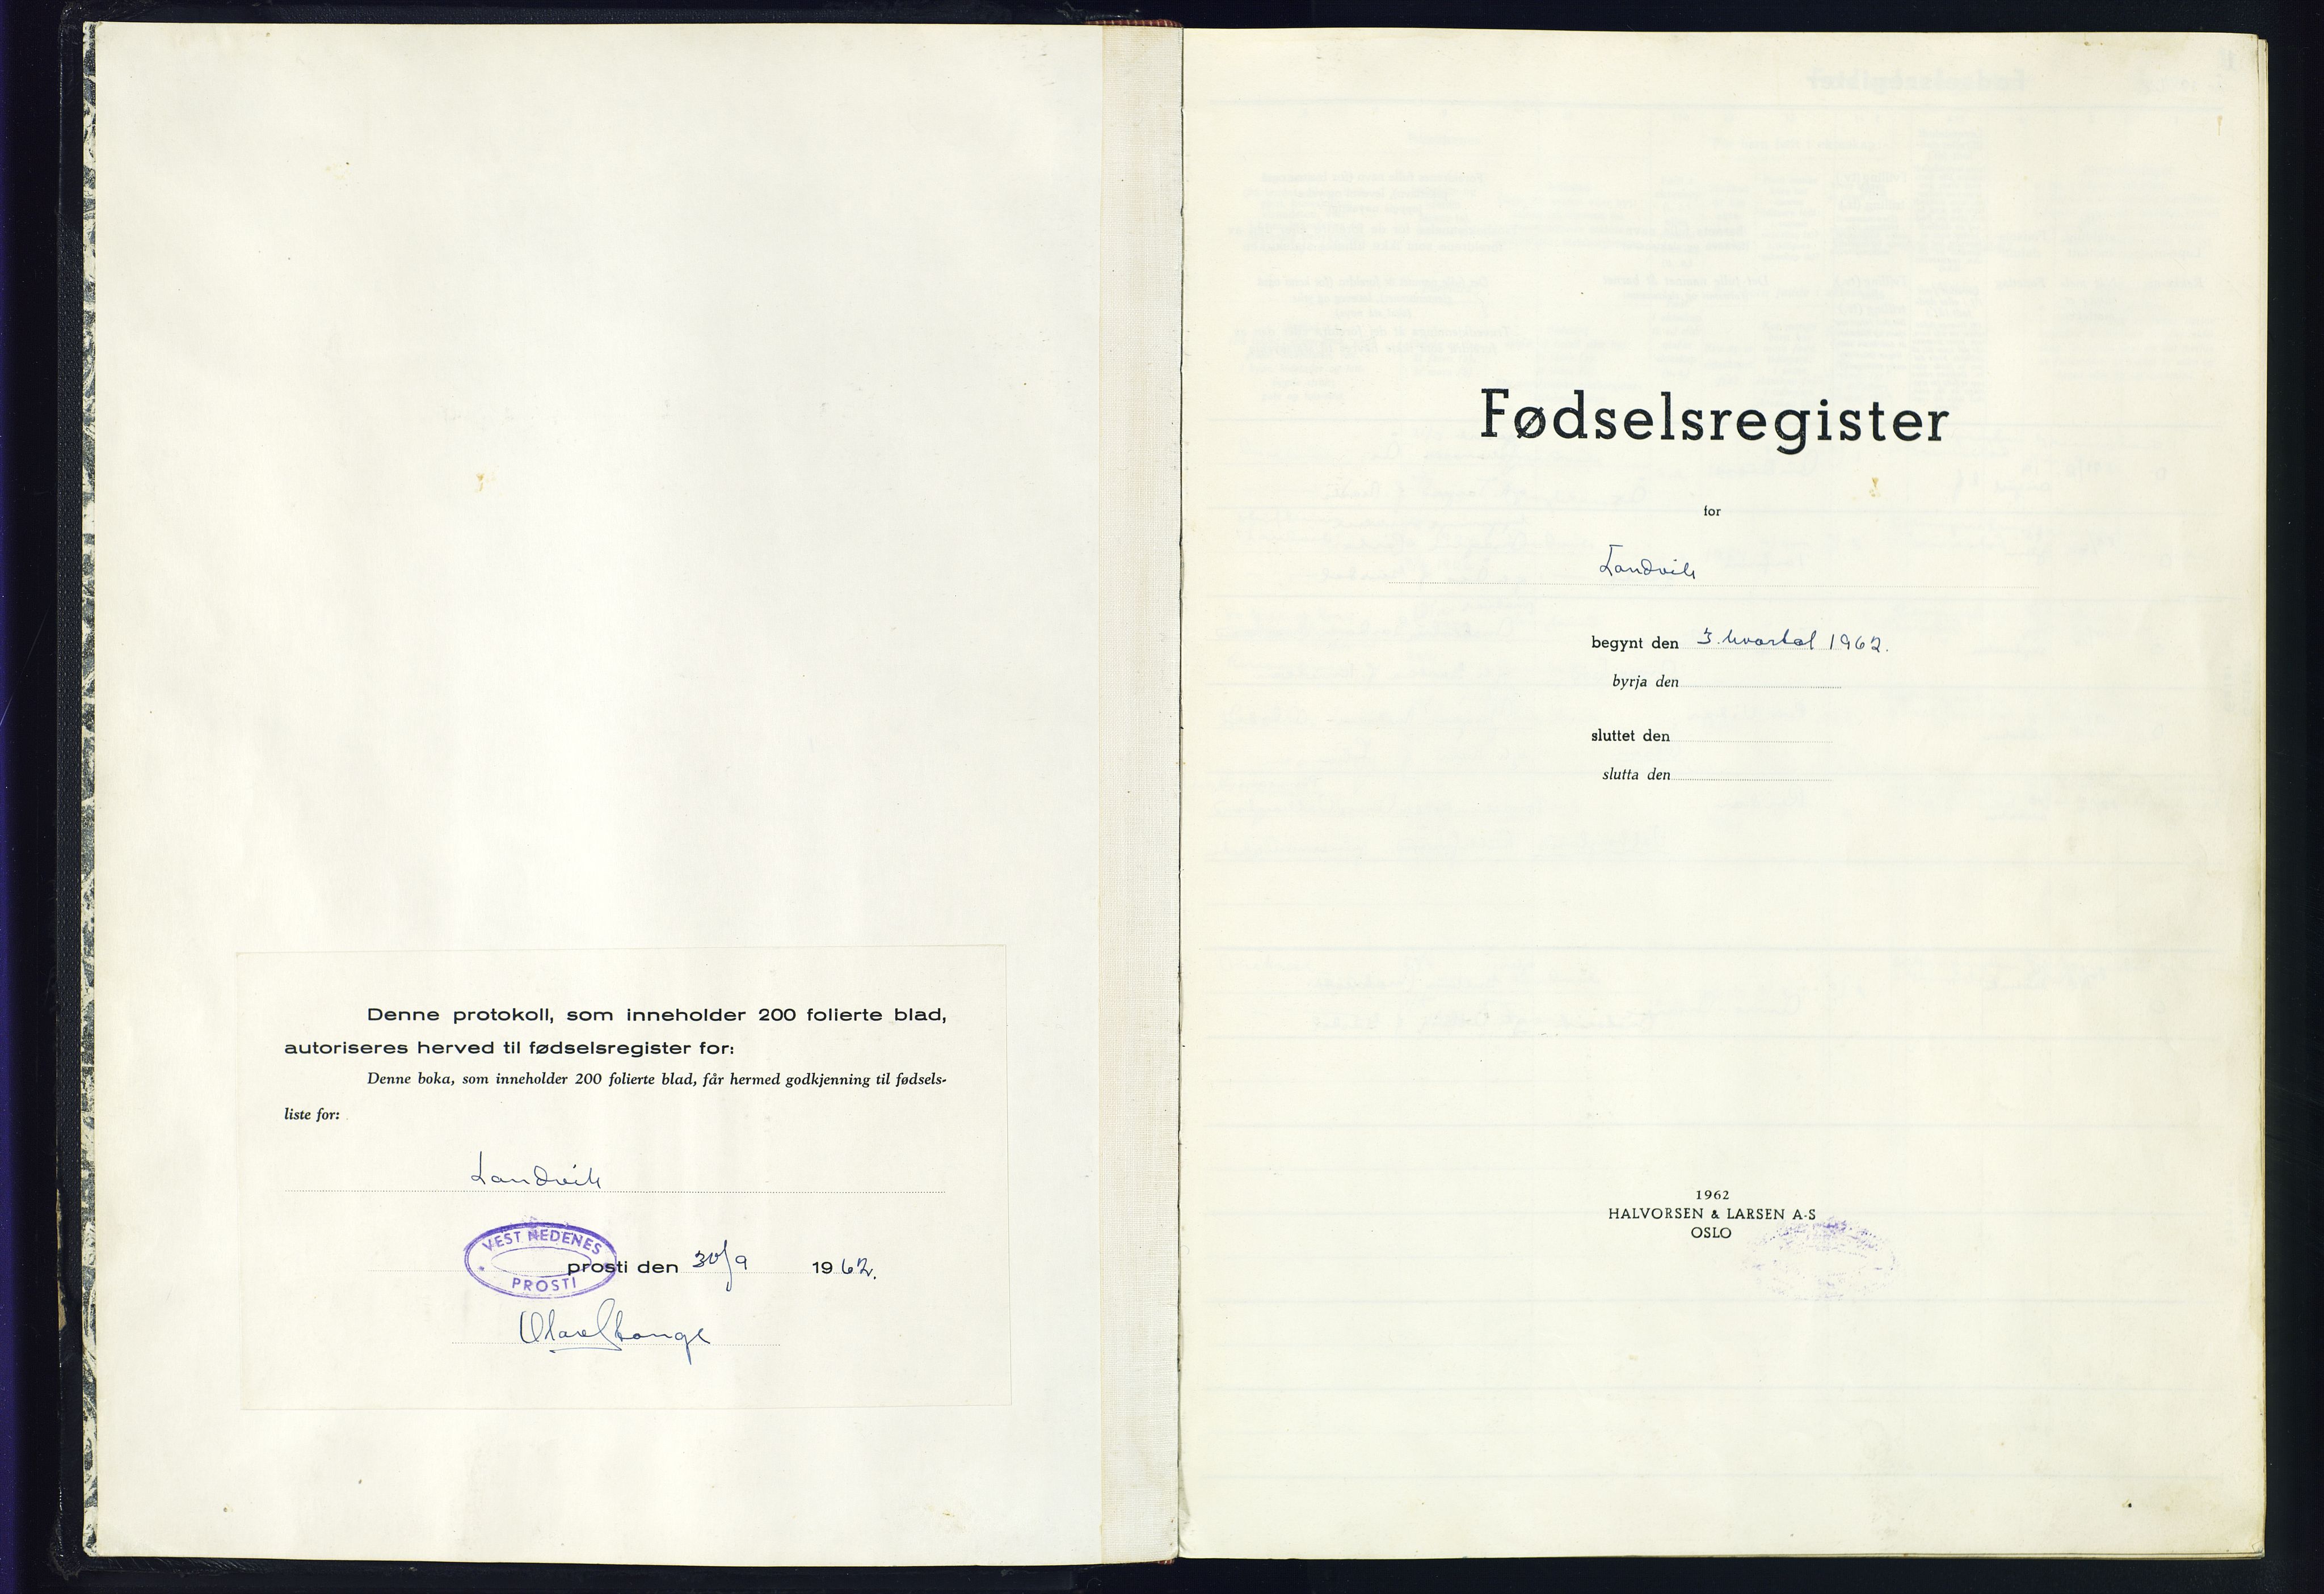 Denne protokoll, som inneholder 200 folierte blad,
autoriseres herved til fødselsregister for:
Denne boka, som inneholder 200 folierte blad, får hermed godkjenning til fødsels-
liste for:
Landvik
VEST NEDENES
PROSTI
prosti den 30/9 1962.
Fødselsregister
for
Landvik
begynt den 3. kvartal 1962.
byrja den
sluttet den
slutta den
1962
HALVORSEN & LARSEN A-S
OSLO